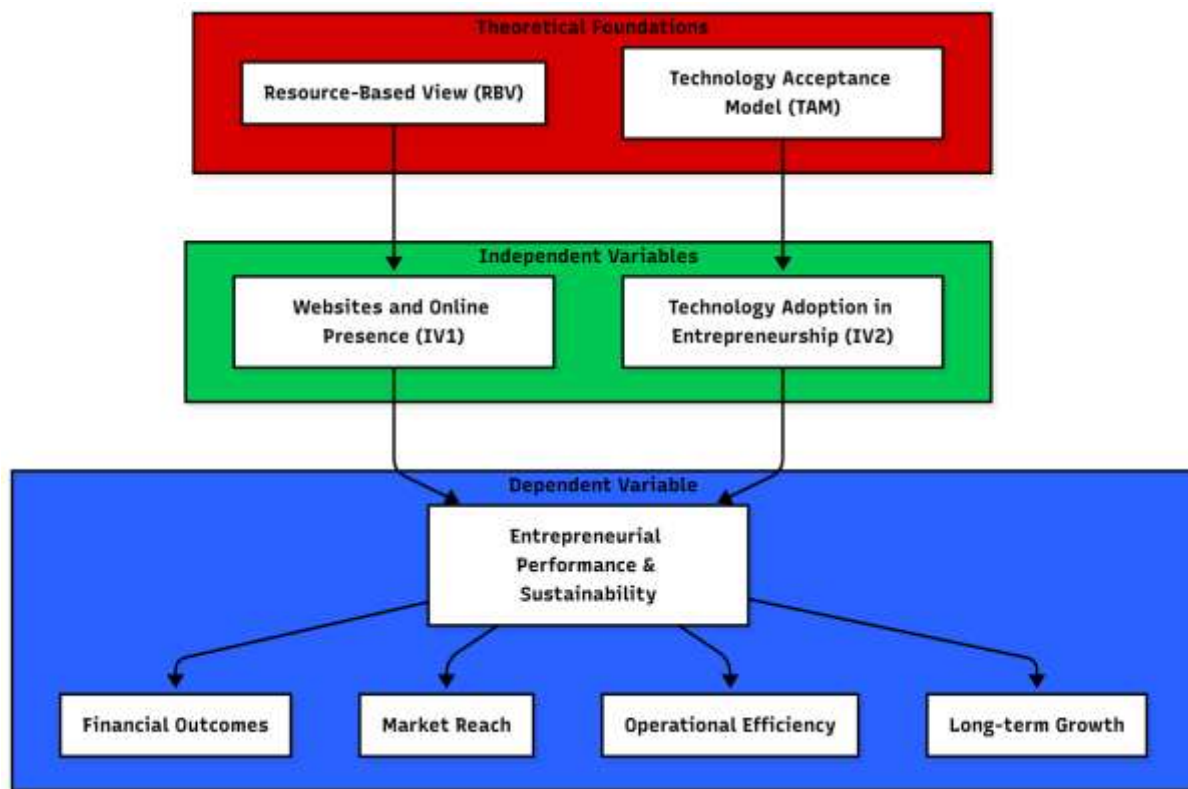 Theoretical Foundations
Resource-Based View (RBV)
Technology Acceptance
Model (TAM)
Independent Variables
Websites and Online
Presence (IV1)
Technology Adoption in
Entrepreneurship (IV2)
Dependent Variable
Entrepreneurial
Performance &
Sustainability
Financial Outcomes
Market Reach
Operational Efficiency
Long-term Growth